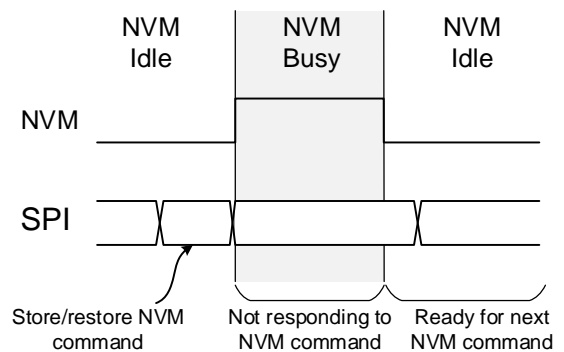 NVM
Idle
NVM
Busy
NVM
Idle
NVM
SPI
Store/restore NVM
command
Not responding to
NVM command
Ready for next
NVM command